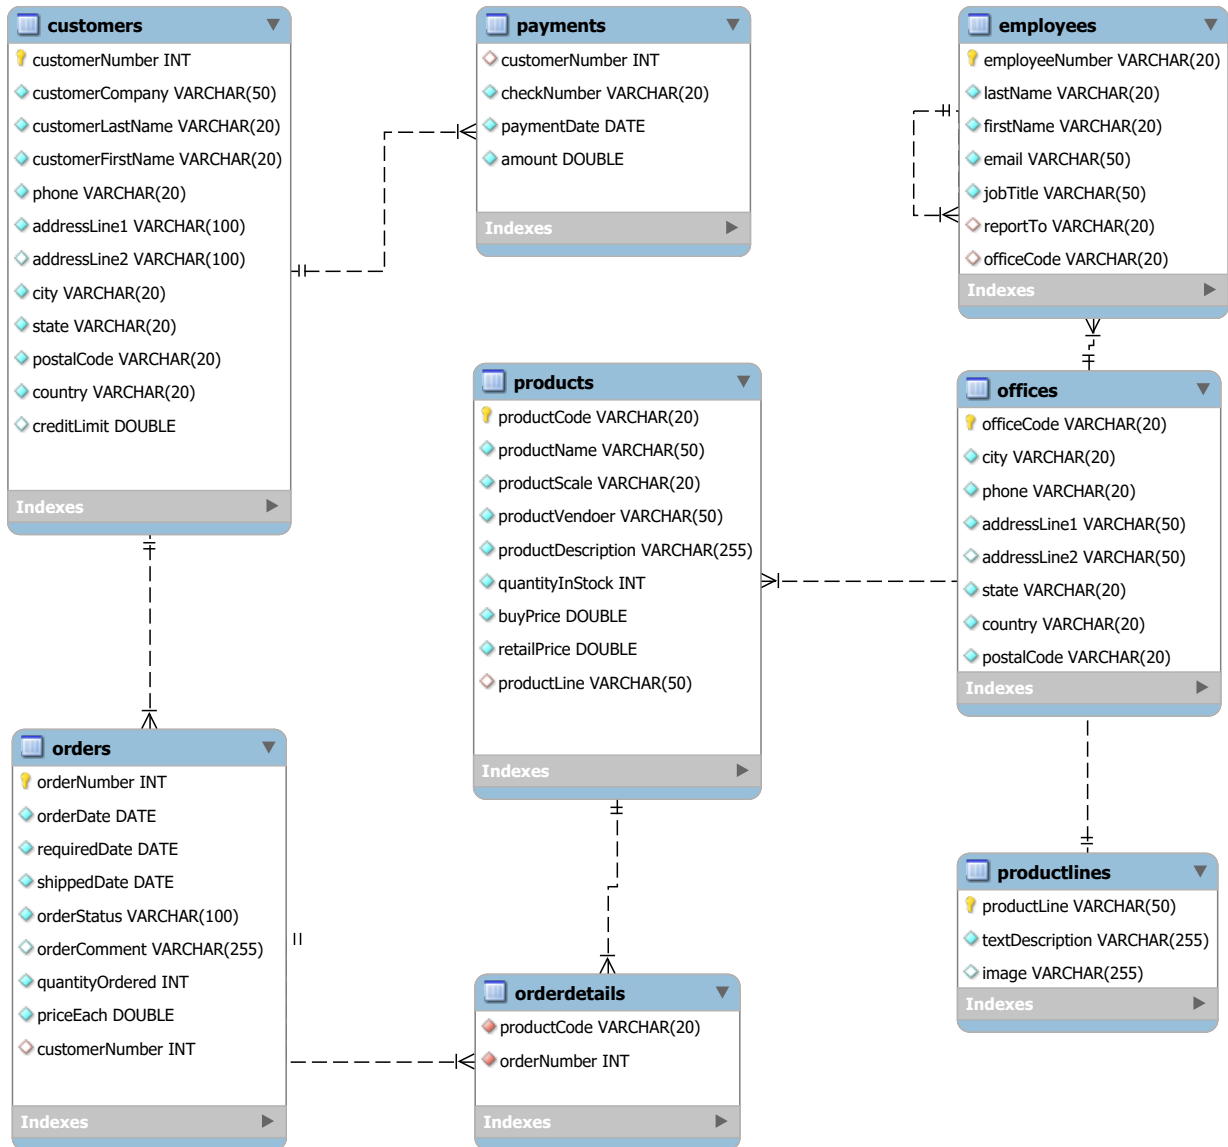 customers
customerNumber INT
customerCompany VARCHAR(50)
customerLastName VARCHAR(20)
customerFirstName VARCHAR(20)
phone VARCHAR(20)
addressLine1 VARCHAR(100)
addressLine2 VARCHAR(100)
city VARCHAR(20)
state VARCHAR(20)
postalCode VARCHAR(20)
country VARCHAR(20)
creditLimit DOUBLE
Indexes
payments
customerNumber INT
checkNumber VARCHAR(20)
paymentDate DATE
amount DOUBLE
Indexes
employees
employeeNumber VARCHAR(20)
lastName VARCHAR(20)
firstName VARCHAR(20)
email VARCHAR(50)
jobTitle VARCHAR(50)
reportTo VARCHAR(20)
officeCode VARCHAR(20)
Indexes
products
productCode VARCHAR(20)
productName VARCHAR(50)
productScale VARCHAR(20)
productVendoer VARCHAR(50)
productDescription VARCHAR(255)
quantityInStock INT
buyPrice DOUBLE
retailPrice DOUBLE
productLine VARCHAR(50)
Indexes
offices
officeCode VARCHAR(20)
city VARCHAR(20)
phone VARCHAR(20)
addressLine1 VARCHAR(50)
addressLine2 VARCHAR(50)
state VARCHAR(20)
country VARCHAR(20)
postalCode VARCHAR(20)
Indexes
orders
orderNumber INT
orderDate DATE
requiredDate DATE
shippedDate DATE
orderStatus VARCHAR(100)
orderComment VARCHAR(255)
quantityOrdered INT
priceEach DOUBLE
customerNumber INT
Indexes
orderdetails
productCode VARCHAR(20)
orderNumber INT
Indexes
productlines
productLine VARCHAR(50)
textDescription VARCHAR(255)
image VARCHAR(255)
Indexes